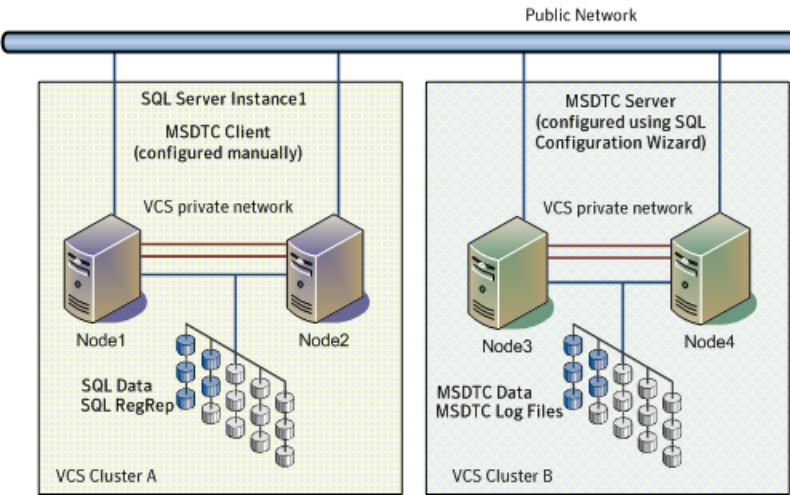 Public Network
SQL Server Instance1
MSDTC Client
(configured manually)
VCS private network
Node1
Node2
SQL Data
SQL RegRep
VCS Cluster A
MSDTC Server
(configured using SQL
Configuration Wizard)
VCS private network
Node3
Node4
MSDTC Data
MSDTC Log Files
VCS Cluster B